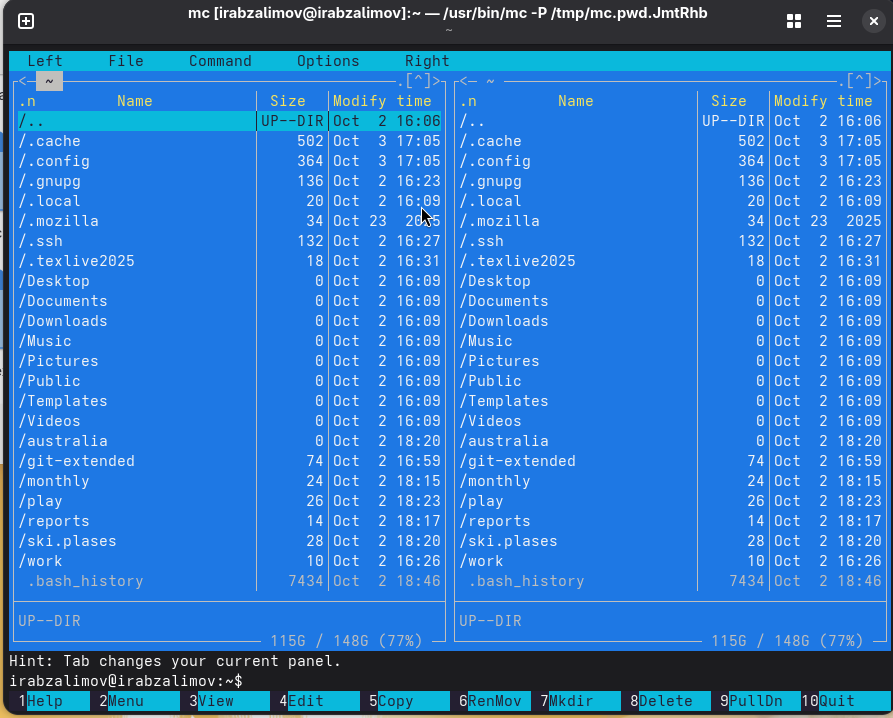 mc [irabzalimov@irabzalimov]:~ — /usr/bin/mc -P /tmp/mc.pwd.JmtRhb
~
Left File Command Options Right
<— ~ .[^]> <— ~ .[^]>
.n Name Size Modify time .n Name Size Modify time
/.. UP--DIR Oct 2 16:06 /.. UP--DIR Oct 2 16:06
/.cache 502 Oct 3 17:05 /.cache 502 Oct 3 17:05
/.config 364 Oct 3 17:05 /.config 364 Oct 3 17:05
/.gnupg 136 Oct 2 16:23 /.gnupg 136 Oct 2 16:23
/.local 20 Oct 2 16:09 /.local 20 Oct 2 16:09
/.mozilla 34 Oct 23 2025 /.mozilla 34 Oct 23 2025
/.ssh 132 Oct 2 16:27 /.ssh 132 Oct 2 16:27
/.texlive2025 18 Oct 2 16:31 /.texlive2025 18 Oct 2 16:31
/Desktop 0 Oct 2 16:09 /Desktop 0 Oct 2 16:09
/Documents 0 Oct 2 16:09 /Documents 0 Oct 2 16:09
/Downloads 0 Oct 2 16:09 /Downloads 0 Oct 2 16:09
/Music 0 Oct 2 16:09 /Music 0 Oct 2 16:09
/Pictures 0 Oct 2 16:09 /Pictures 0 Oct 2 16:09
/Public 0 Oct 2 16:09 /Public 0 Oct 2 16:09
/Templates 0 Oct 2 16:09 /Templates 0 Oct 2 16:09
/Videos 0 Oct 2 16:09 /Videos 0 Oct 2 16:09
/australia 0 Oct 2 18:20 /australia 0 Oct 2 18:20
/git-extended 74 Oct 2 16:59 /git-extended 74 Oct 2 16:59
/monthly 24 Oct 2 18:15 /monthly 24 Oct 2 18:15
/play 26 Oct 2 18:23 /play 26 Oct 2 18:23
/reports 14 Oct 2 18:17 /reports 14 Oct 2 18:17
/ski.plases 28 Oct 2 18:20 /ski.plases 28 Oct 2 18:20
/work 10 Oct 2 16:26 /work 10 Oct 2 16:26
.bash_history 7434 Oct 2 18:46 .bash_history 7434 Oct 2 18:46
UP--DIR UP--DIR
115G / 148G (77%) 115G / 148G (77%)
Hint: Tab changes your current panel.
irabzalimov@irabzalimov:~$
1Help 2Menu 3View 4Edit 5Copy 6RenMov 7Mkdir 8Delete 9PullDn 10Quit